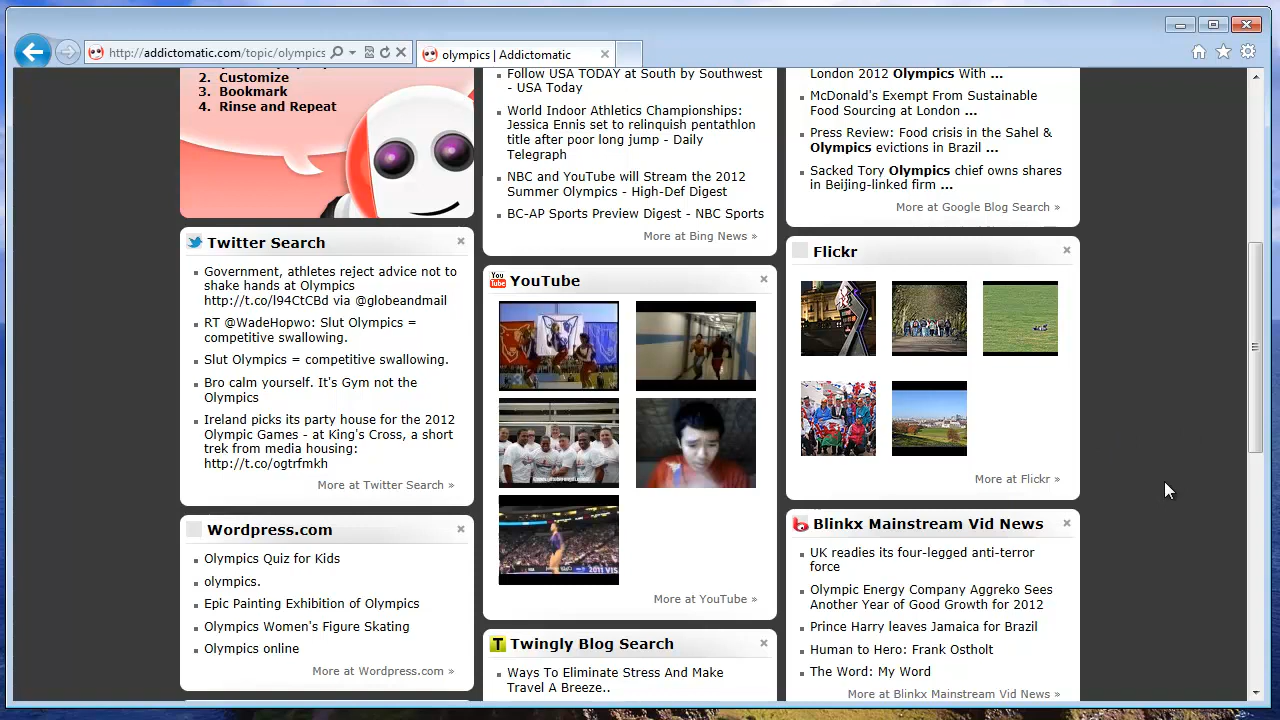 http://addictomatic.com/topic/olympics
olympics | Addictomatic
2. Customize
3. Bookmark
4. Rinse and Repeat
Twitter Search
Government, athletes reject advice not to
shake hands at Olympics
http://t.co/l94CtCBd via @globeandmail
RT @WadeHopwo: Slut Olympics =
competitive swallowing.
Slut Olympics = competitive swallowing.
Bro calm yourself. It's Gym not the
Olympics
Ireland picks its party house for the 2012
Olympic Games - at King's Cross, a short
trek from media housing:
http://t.co/ogtrfmkh
More at Twitter Search »
Wordpress.com
Olympics Quiz for Kids
olympics.
Epic Painting Exhibition of Olympics
Olympics Women's Figure Skating
Olympics online
More at Wordpress.com »
Follow USA TODAY at South by Southwest
- USA Today
World Indoor Athletics Championships:
Jessica Ennis set to relinquish pentathlon
title after poor long jump - Daily
Telegraph
NBC and YouTube will Stream the 2012
Summer Olympics - High-Def Digest
BC-AP Sports Preview Digest - NBC Sports
More at Bing News »
You
Tube
YouTube
2011 VIS
More at YouTube »
T
Twingly Blog Search
Ways To Eliminate Stress And Make
Travel A Breeze..
London 2012 Olympics With ...
McDonald's Exempt From Sustainable
Food Sourcing at London ...
Press Review: Food crisis in the Sahel &
Olympics evictions in Brazil ...
Sacked Tory Olympics chief owns shares
in Beijing-linked firm ...
More at Google Blog Search »
Flickr
More at Flickr »
Blinkx Mainstream Vid News
UK readies its four-legged anti-terror
force
Olympic Energy Company Aggreko Sees
Another Year of Good Growth for 2012
Prince Harry leaves Jamaica for Brazil
Human to Hero: Frank Ostholt
The Word: My Word
More at Blinkx Mainstream Vid News »